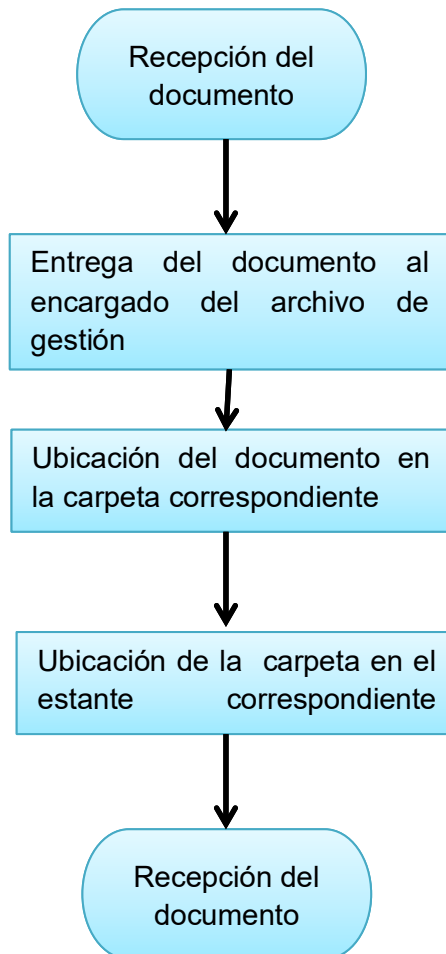 Recepción del
documento
Entrega del documento al
encargado del archivo de
gestión
Ubicación del documento en
la carpeta correspondiente
Ubicación de la carpeta en el
estante correspondiente
Recepción del
documento